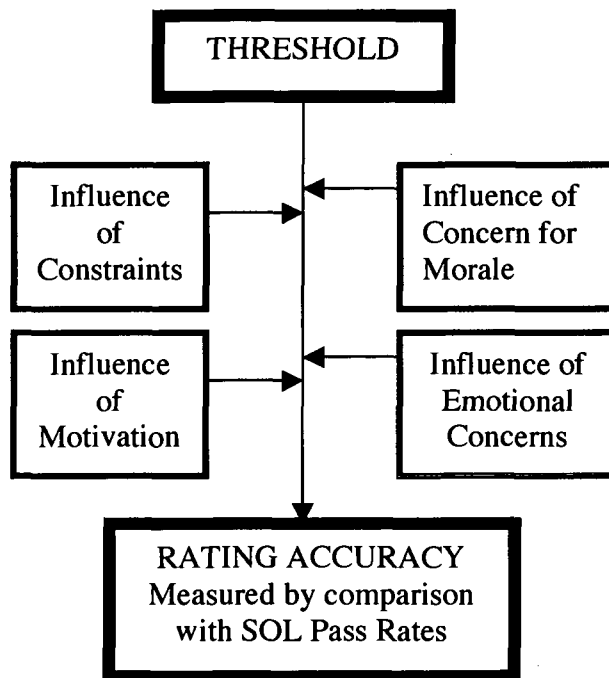 THRESHOLD
Influence
of
Constraints
Influence of
Concern for
Morale
Influence
of
Motivation
Influence of
Emotional
Concerns
RATING ACCURACY
Measured by comparison
with SOL Pass Rates